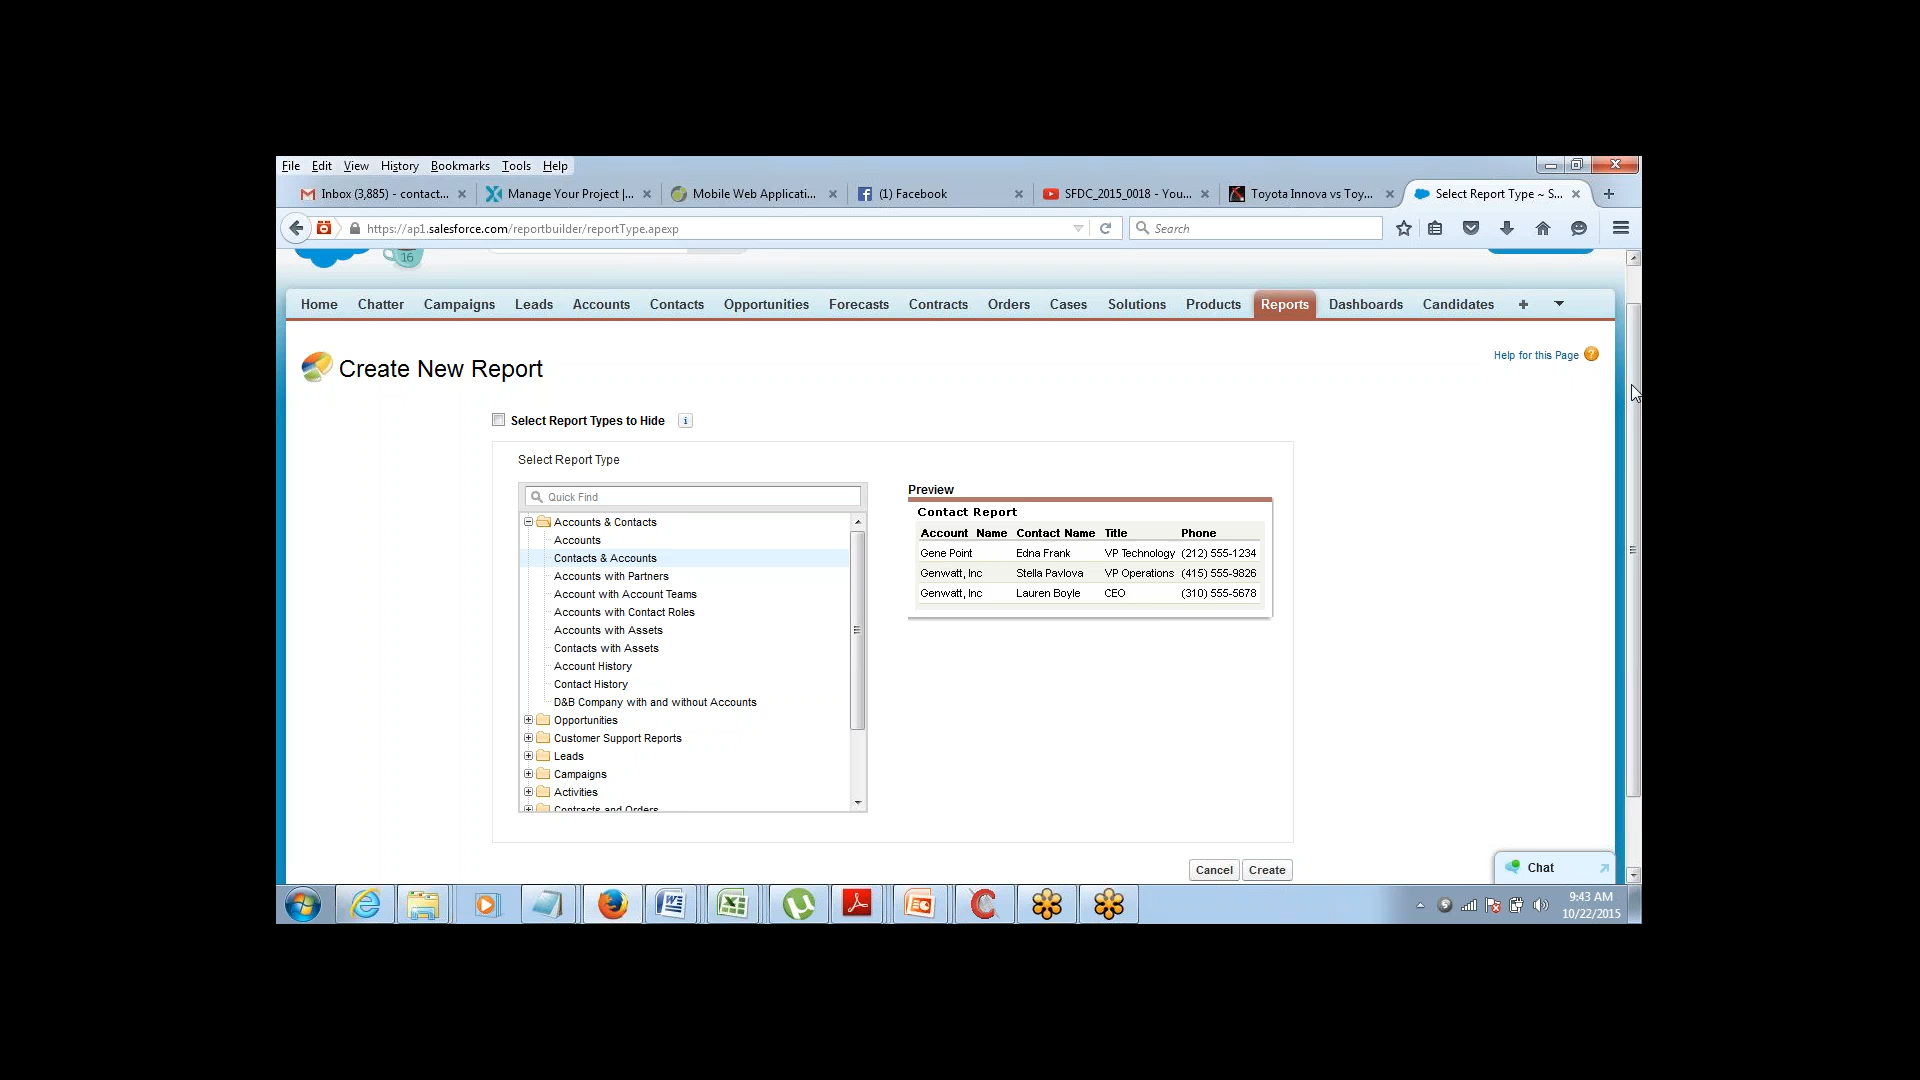 File Edit View History Bookmarks Tools Help
Inbox (3,885) - contact... Manage Your Project |... Mobile Web Applicati... (1) Facebook SFDC_2015_0018 - You... Toyota Innova vs Toy... Select Report Type ~ S...
https://ap1.salesforce.com/reportbuilder/reportType.apexp Search
16
Home Chatter Campaigns Leads Accounts Contacts Opportunities Forecasts Contracts Orders Cases Solutions Products Reports Dashboards Candidates +
Help for this Page ?
Create New Report
Select Report Types to Hide i
Select Report Type
Quick Find
Accounts & Contacts
Accounts
Contacts & Accounts
Accounts with Partners
Account with Account Teams
Accounts with Contact Roles
Accounts with Assets
Contacts with Assets
Account History
Contact History
D&B Company with and without Accounts
Opportunities
Customer Support Reports
Leads
Campaigns
Activities
Contracts and Orders
Preview
Contact Report
Account Name Contact Name Title Phone
Gene Point Edna Frank VP Technology (212) 555-1234
Genwatt, Inc Stella Pavlova VP Operations (415) 555-9826
Genwatt, Inc Lauren Boyle CEO (310) 555-5678
Cancel Create
Chat
9:43 AM
10/22/2015